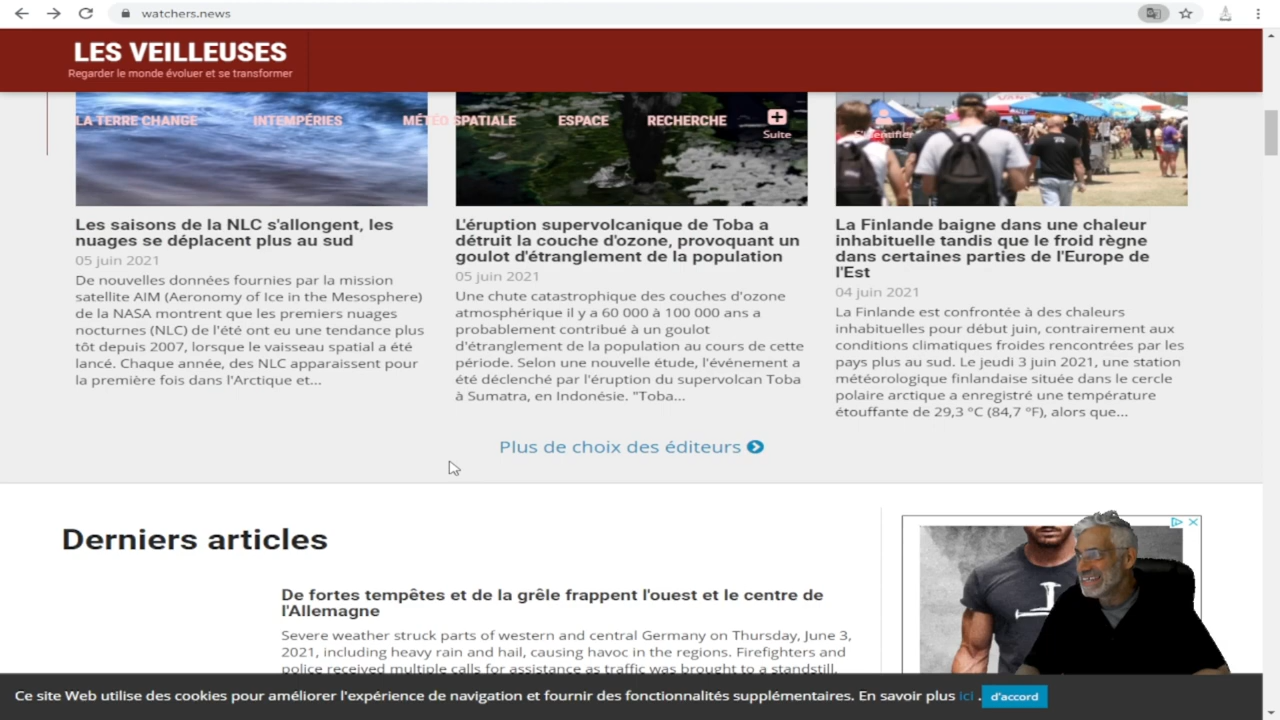 watchers.news
LES VEILLEUSES
Regarder le monde évoluer et se transformer
LA TERRE CHANGE INTEMPÉRIES MÉTÉO SPATIALE ESPACE RECHERCHE
Suite
S'identifier
Les saisons de la NLC s'allongent, les
nuages se déplacent plus au sud
05 juin 2021
De nouvelles données fournies par la mission
satellite AIM (Aeronomy of Ice in the Mesosphere)
de la NASA montrent que les premiers nuages
nocturnes (NLC) de l'été ont eu une tendance plus
tôt depuis 2007, lorsque le vaisseau spatial a été
lancé. Chaque année, des NLC apparaissent pour
la première fois dans l'Arctique et...
L'éruption supervolcanique de Toba a
détruit la couche d'ozone, provoquant un
goulot d'étranglement de la population
05 juin 2021
Une chute catastrophique des couches d'ozone
atmosphérique il y a 60 000 à 100 000 ans a
probablement contribué à un goulot
d'étranglement de la population au cours de cette
période. Selon une nouvelle étude, l'événement a
été déclenché par l'éruption du supervolcan Toba
à Sumatra, en Indonésie. "Toba...
La Finlande baigne dans une chaleur
inhabituelle tandis que le froid règne
dans certaines parties de l'Europe de
l'Est
04 juin 2021
La Finlande est confrontée à des chaleurs
inhabituelles pour début juin, contrairement aux
conditions climatiques froides rencontrées par les
pays plus au sud. Le jeudi 3 juin 2021, une station
météorologique finlandaise située dans le cercle
polaire arctique a enregistré une température
étouffante de 29,3 °C (84,7 °F), alors que...
Plus de choix des éditeurs
Derniers articles
De fortes tempêtes et de la grêle frappent l'ouest et le centre de
l'Allemagne
Severe weather struck parts of western and central Germany on Thursday, June 3,
2021, including heavy rain and hail, causing havoc in the regions. Firefighters and
police received multiple calls for assistance as traffic was brought to a standstill.
Ce site Web utilise des cookies pour améliorer l'expérience de navigation et fournir des fonctionnalités supplémentaires. En savoir plus ici . d'accord